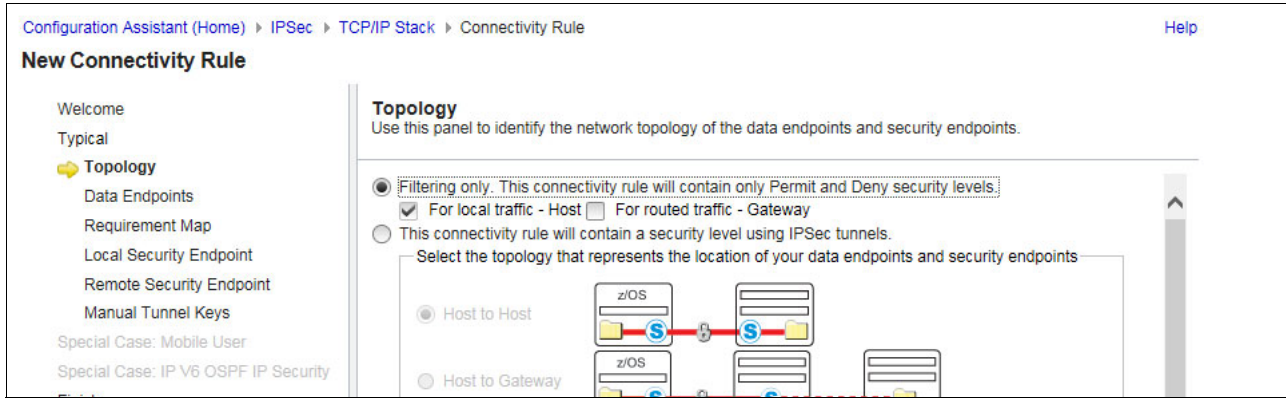 Configuration Assistant (Home) ▸ IPSec ▸ TCP/IP Stack ▸ Connectivity Rule
Help
New Connectivity Rule
Welcome
Typical
Topology
Data Endpoints
Requirement Map
Local Security Endpoint
Remote Security Endpoint
Manual Tunnel Keys
Special Case: Mobile User
Special Case: IP V6 OSPF IP Security
Topology
Use this panel to identify the network topology of the data endpoints and security endpoints.
Filtering only. This connectivity rule will contain only Permit and Deny security levels.
For local traffic - Host
For routed traffic - Gateway
This connectivity rule will contain a security level using IPSec tunnels.
Select the topology that represents the location of your data endpoints and security endpoints
Host to Host
z/OS
S
S
Host to Gateway
z/OS
S
S